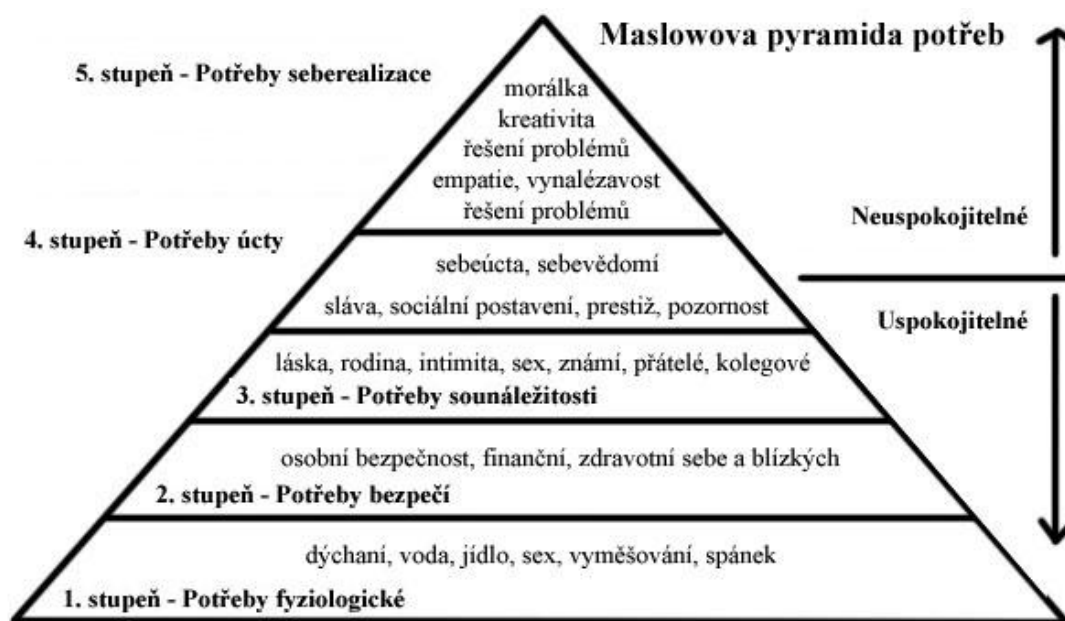 Maslowova pyramida potřeb
5. stupeň - Potřeby seberealizace
morálka
kreativita
řešení problémů
empatie, vynalézavost
řešení problémů
Neuspokojitelné
4. stupeň - Potřeby úcty
sebeúcta, sebevědomí
sláva, sociální postavení, prestiž, pozornost
Uspokojitelné
láska, rodina, intimita, sex, známí, přátelé, kolegové
3. stupeň - Potřeby sounáležitosti
osobní bezpečnost, finanční, zdravotní sebe a blízkých
2. stupeň - Potřeby bezpečí
dýchaní, voda, jídlo, sex, vyměšování, spánek
1. stupeň - Potřeby fyziologické